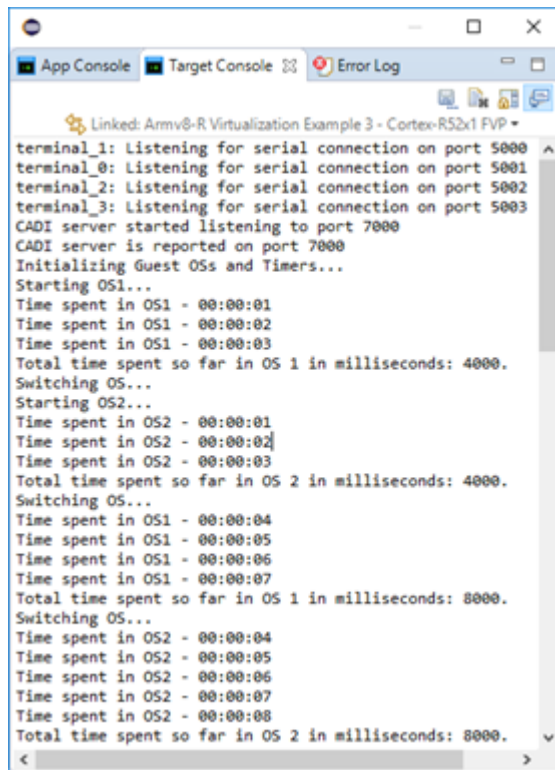 App Console
Target Console
Error Log
Linked: Armv8-R Virtualization Example 3 - Cortex-R52x1 FVP
terminal_1: Listening for serial connection on port 5000
terminal_0: Listening for serial connection on port 5001
terminal_2: Listening for serial connection on port 5002
terminal_3: Listening for serial connection on port 5003
CADI server started listening to port 7000
CADI server is reported on port 7000
Initializing Guest OSs and Timers...
Starting OS1...
Time spent in OS1 - 00:00:01
Time spent in OS1 - 00:00:02
Time spent in OS1 - 00:00:03
Total time spent so far in OS 1 in milliseconds: 4000.
Switching OS...
Starting OS2...
Time spent in OS2 - 00:00:01
Time spent in OS2 - 00:00:02
Time spent in OS2 - 00:00:03
Total time spent so far in OS 2 in milliseconds: 4000.
Switching OS...
Time spent in OS1 - 00:00:04
Time spent in OS1 - 00:00:05
Time spent in OS1 - 00:00:06
Time spent in OS1 - 00:00:07
Total time spent so far in OS 1 in milliseconds: 8000.
Switching OS...
Time spent in OS2 - 00:00:04
Time spent in OS2 - 00:00:05
Time spent in OS2 - 00:00:06
Time spent in OS2 - 00:00:07
Time spent in OS2 - 00:00:08
Total time spent so far in OS 2 in milliseconds: 8000.